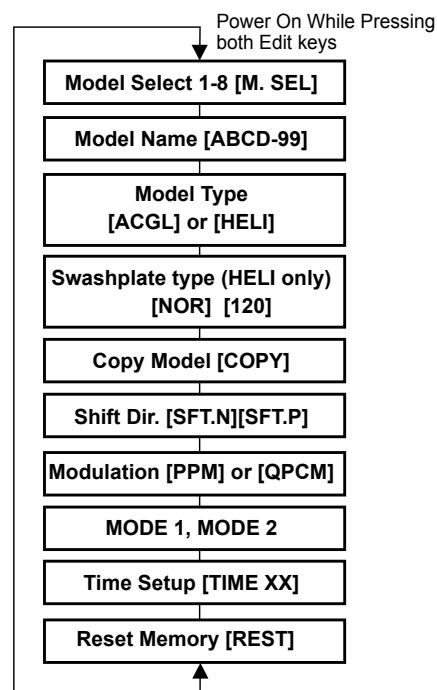 Power On While Pressing
both Edit keys
Model Select 1-8 [M. SEL]
Model Name [ABCD-99]
Model Type
[ACGL] or [HELI]
Swashplate type (HELI only)
[NOR] [120]
Copy Model [COPY]
Shift Dir. [SFT.N][SFT.P]
Modulation [PPM] or [QPCM]
MODE 1, MODE 2
Time Setup [TIME XX]
Reset Memory [REST]